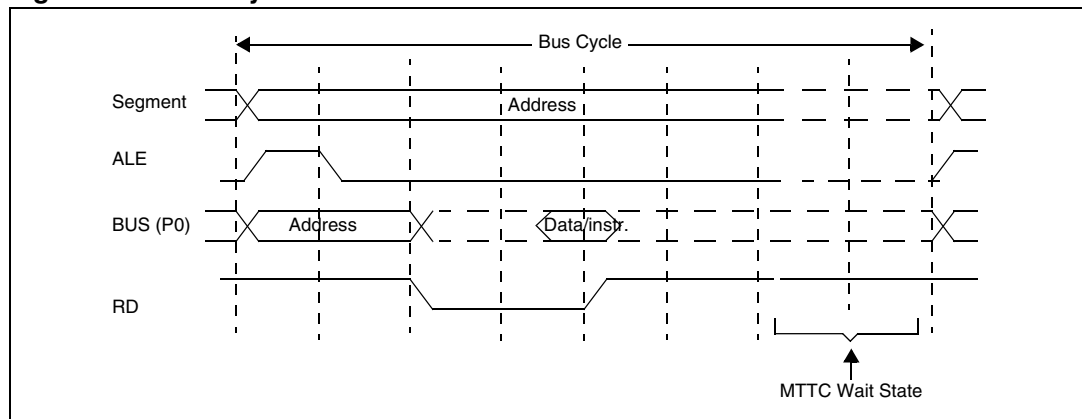 Bus Cycle
Segment
Address
ALE
BUS (P0)
Address
Data/instr.
RD
MTTC Wait State